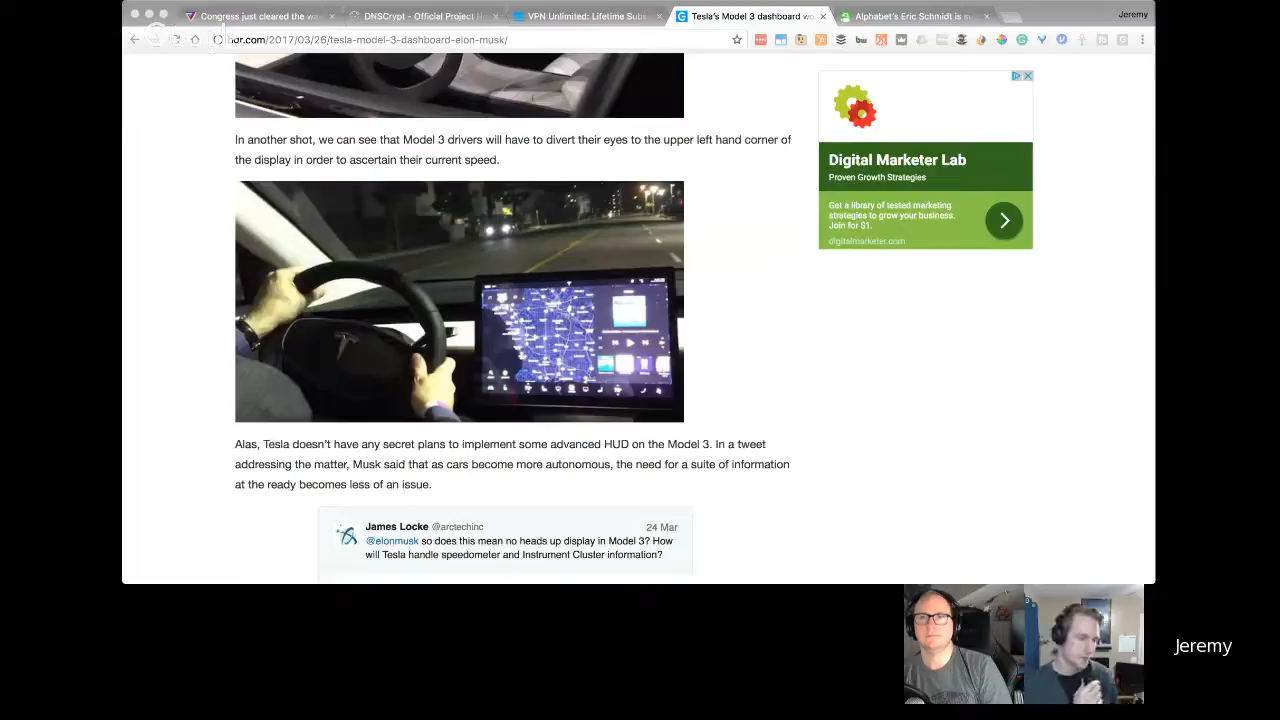 Congress just cleared the wa
DNSCrypt - Official Project H
VPN Unlimited: Lifetime Subs
Tesla's Model 3 dashboard wo
Alphabet's Eric Schmidt is s
Jeremy
.com/2017/03/26/tesla-model-3-dashboard-elon-musk/
In another shot, we can see that Model 3 drivers will have to divert their eyes to the upper left hand corner of
the display in order to ascertain their current speed.
Digital Marketer Lab
Proven Growth Strategies
Get a library of tested marketing
strategies to grow your business.
Join for $1.
digitalmarketer.com
Alas, Tesla doesn't have any secret plans to implement some advanced HUD on the Model 3. In a tweet
addressing the matter, Musk said that as cars become more autonomous, the need for a suite of information
at the ready becomes less of an issue.
James Locke @arctechinc
24 Mar
@elonmusk so does this mean no heads up display in Model 3? How
will Tesla handle speedometer and Instrument Cluster information?
Jeremy